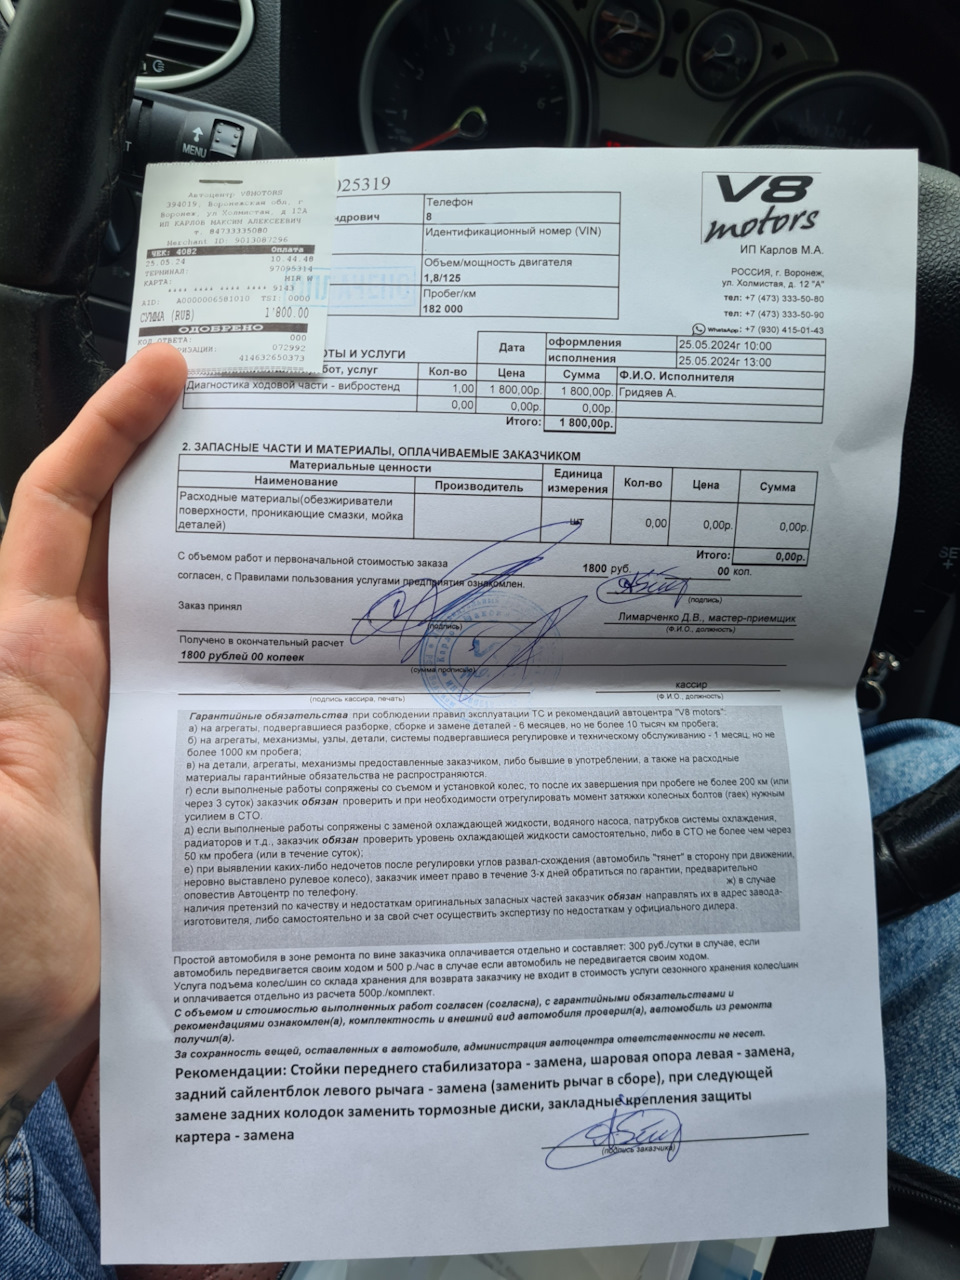 025319
Автоцентр V8MOTORS
394019, Воронежская обл. г
Воронеж, ул Холмистая, д 12А
ИП КАРЛОВ МАКСИМ АЛЕКСЕЕВИЧ
т. 84733335080
Merchant ID: 9013087296
ЧЕК: 4082 Оплата
25.05.24 10:44:48
ТЕРМИНАЛ: 97095314
КАРТА: MIR
**** **** **** 9143
AID: A0000006581010 TSI: 0000
СУММА (RUB) 1'800.00
ОДОБРЕНО
КОД ОТВЕТА: 000
072992
414632650373
ндрович
Телефон
8
Идентификационный номер (VIN)
Объем/мощность двигателя
1,8/125
Пробег/км
182 000
V8
motors
ИП Карлов М.А.
РОССИЯ, г. Воронеж,
ул. Холмистая, д. 12 "А"
тел: +7 (473) 333-50-80
тел: +7 (473) 333-50-90
WhatsApp: +7 (930) 415-01-43
ОТЫ И УСЛУГИ
Дата
оформления 25.05.2024г 10:00
исполнения 25.05.2024г 13:00
бот, услуг Кол-во Цена Сумма Ф.И.О. Исполнителя
Диагностика ходовой части - вибростенд 1,00 1 800,00р. 1 800,00р. Гридяев А.
0,00 0,00р. 0,00р.
Итого: 1 800,00р.
2. ЗАПАСНЫЕ ЧАСТИ И МАТЕРИАЛЫ, ОПЛАЧИВАЕМЫЕ ЗАКАЗЧИКОМ
Материальные ценности
Наименование Производитель Единица измерения Кол-во Цена Сумма
Расходные материалы(обезжириватели
поверхности, проникающие смазки, мойка
деталей) шт 0,00 0,00р. 0,00р.
Итого: 0,00р.
С объемом работ и первоначальной стоимостью заказа 1800 руб. 00 коп.
согласен, с Правилами пользования услугами предприятия ознакомлен.
(подпись)
Заказ принял
(подпись)
Лимарченко Д.В., мастер-приемщик
(Ф.И.О., должность)
Получено в окончательный расчет
1800 рублей 00 копеек
(сумма прописью)
кассир
(подпись кассира, печать)
(Ф.И.О., должность)
Гарантийные обязательства при соблюдении правил эксплуатации ТС и рекомендаций автоцентра "V8 motors":
а) на агрегаты, подвергавшиеся разборке, сборке и замене деталей - 6 месяцев, но не более 10 тысяч км пробега;
б) на агрегаты, механизмы, узлы, детали, системы подвергавшиеся регулировке и техническому обслуживанию - 1 месяц, но не
более 1000 км пробега;
в) на детали, агрегаты, механизмы предоставленные заказчиком, либо бывшие в употреблении, а также на расходные
материалы гарантийные обязательства не распространяются.
г) если выполненые работы сопряжены со съемом и установкой колес, то после их завершения при пробеге не более 200 км (или
через 3 суток) заказчик обязан проверить и при необходимости отрегулировать момент затяжки колесных болтов (гаек) нужным
усилием в СТО.
д) если выполненые работы сопряжены с заменой охлаждающей жидкости, водяного насоса, патрубков системы охлаждения,
радиаторов и т.д., заказчик обязан проверить уровень охлаждающей жидкости самостоятельно, либо в СТО не более чем через
50 км пробега (или в течение суток);
е) при выявлении каких-либо недочетов после регулировки углов развал-схождения (автомобиль "тянет" в сторону при движении,
неровно выставлено рулевое колесо), заказчик имеет право в течение 3-х дней обратиться по гарантии, предварительно
оповестив Автоцентр по телефону. ж) в случае
наличия претензий по качеству и недостаткам оригинальных запасных частей заказчик обязан направлять их в адрес завода-
изготовителя, либо самостоятельно и за свой счет осуществить экспертизу по недостаткам у официального дилера.
Простой автомобиля в зоне ремонта по вине заказчика оплачивается отдельно и составляет: 300 руб./сутки в случае, если
автомобиль передвигается своим ходом и 500 р./час в случае если автомобиль не передвигается своим ходом.
Услуга подъема колес/шин со склада хранения для возврата заказчику не входит в стоимость услуги сезонного хранения колес/шин
и оплачивается отдельно из расчета 500р./комплект.
С объемом и стоимостью выполненных работ согласен (согласна), с гарантийными обязательствами и
рекомендациями ознакомлен(а), комплектность и внешний вид автомобиля проверил(а), автомобиль из ремонта
получил(а).
За сохранность вещей, оставленных в автомобиле, администрация автоцентра ответственности не несет.
Рекомендации: Стойки переднего стабилизатора - замена, шаровая опора левая - замена,
задний сайлентблок левого рычага - замена (заменить рычаг в сборе), при следующей
замене задних колодок заменить тормозные диски, закладные крепления защиты
картера - замена
(подпись заказчика)
MENU
SET
+